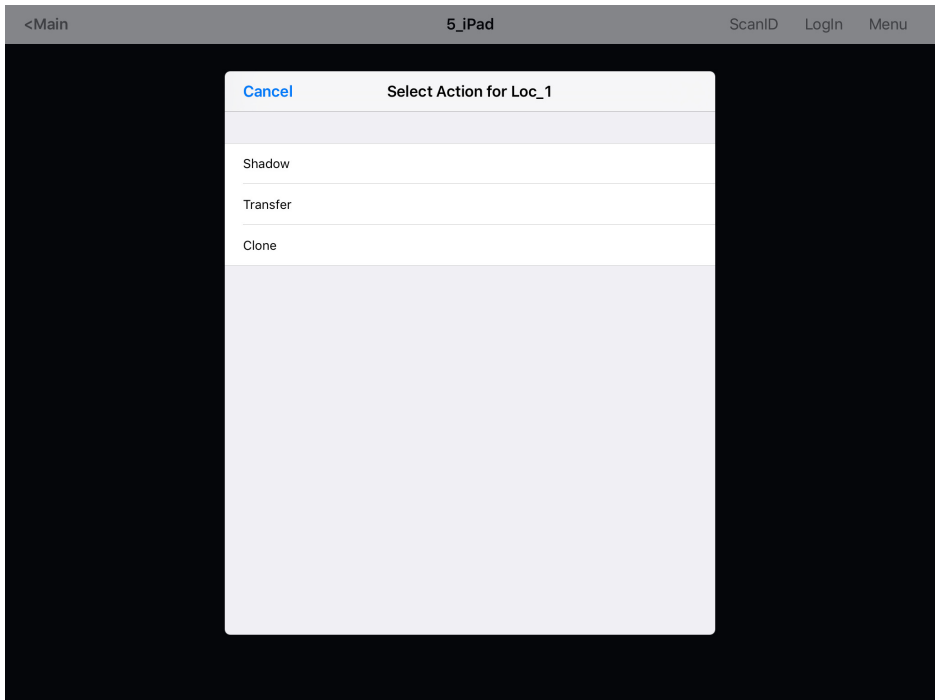 <Main 5_iPad ScanID LogIn Menu
Cancel Select Action for Loc_1
Shadow
Transfer
Clone